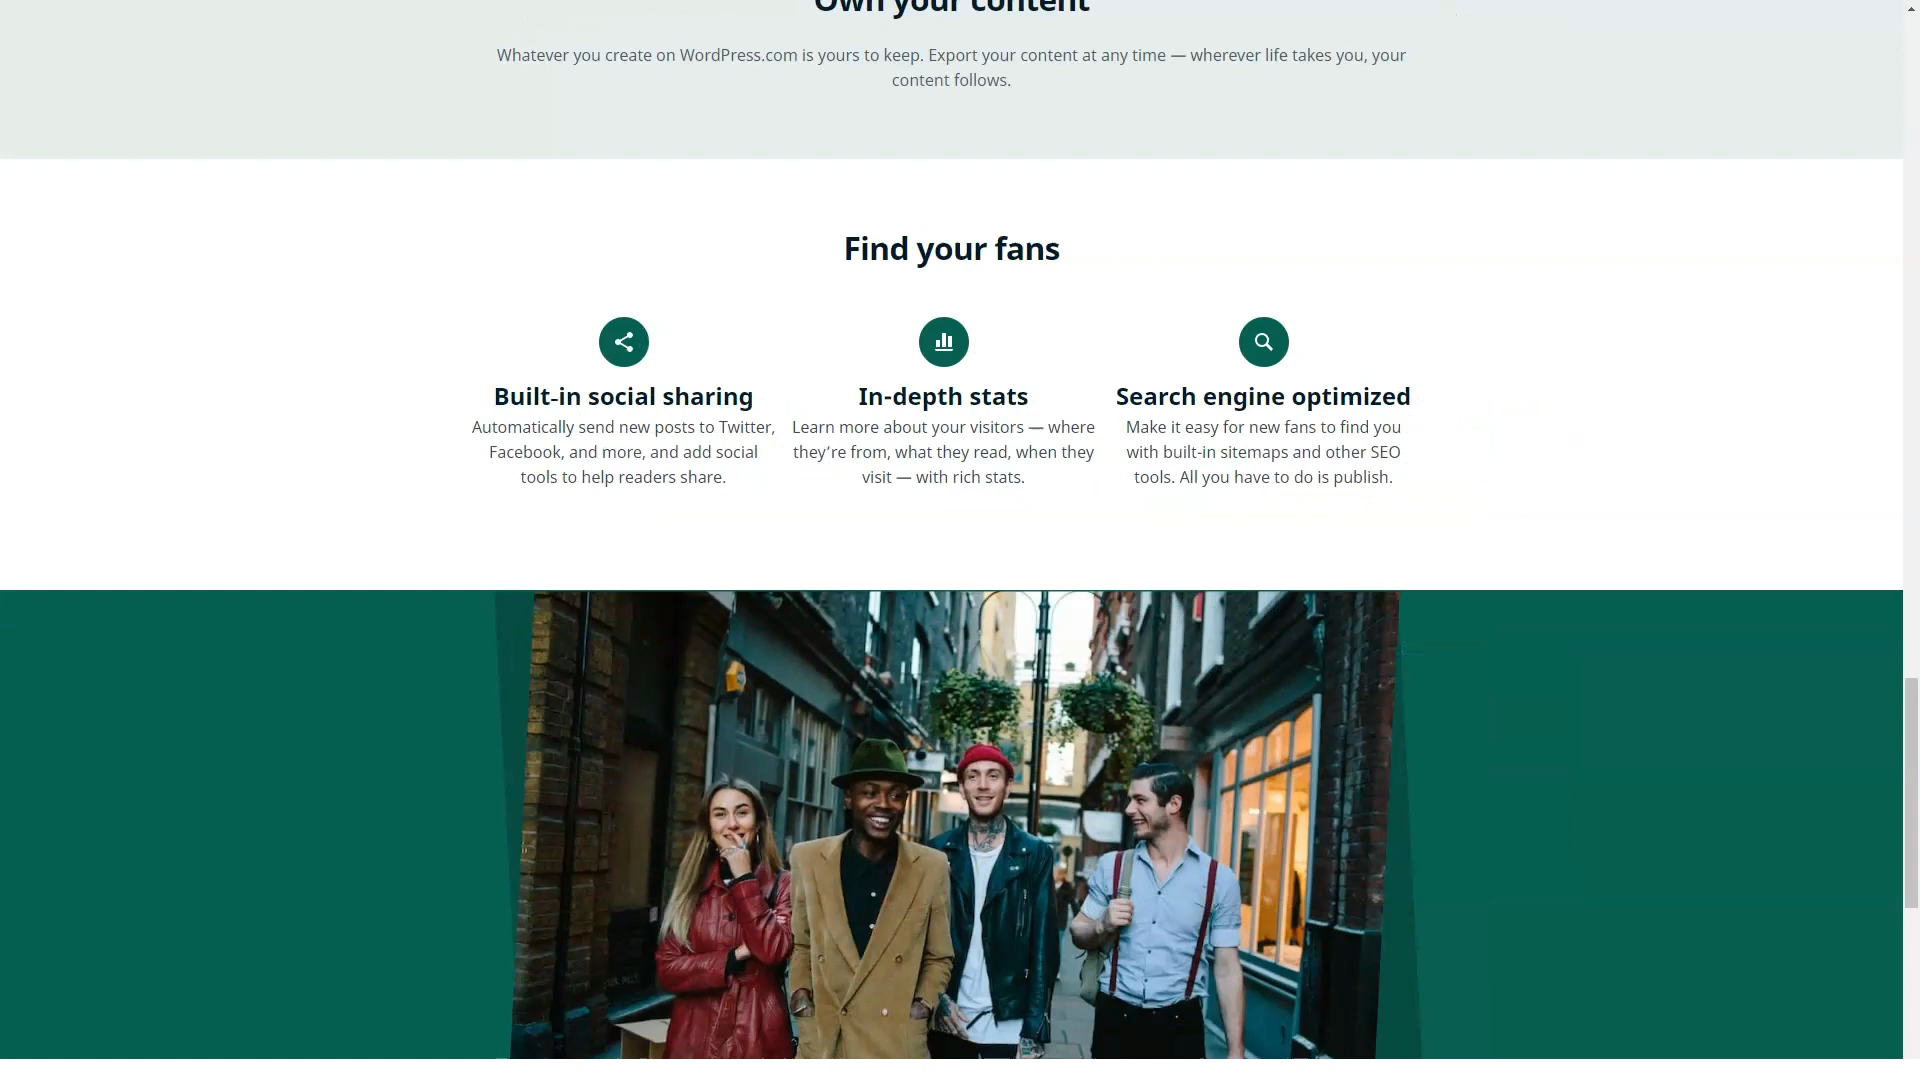 Own your content
Whatever you create on WordPress.com is yours to keep. Export your content at any time — wherever life takes you, your
content follows.
Find your fans
Built-in social sharing
Automatically send new posts to Twitter,
Facebook, and more, and add social
tools to help readers share.
In-depth stats
Learn more about your visitors — where
they’re from, what they read, when they
visit — with rich stats.
Search engine optimized
Make it easy for new fans to find you
with built-in sitemaps and other SEO
tools. All you have to do is publish.